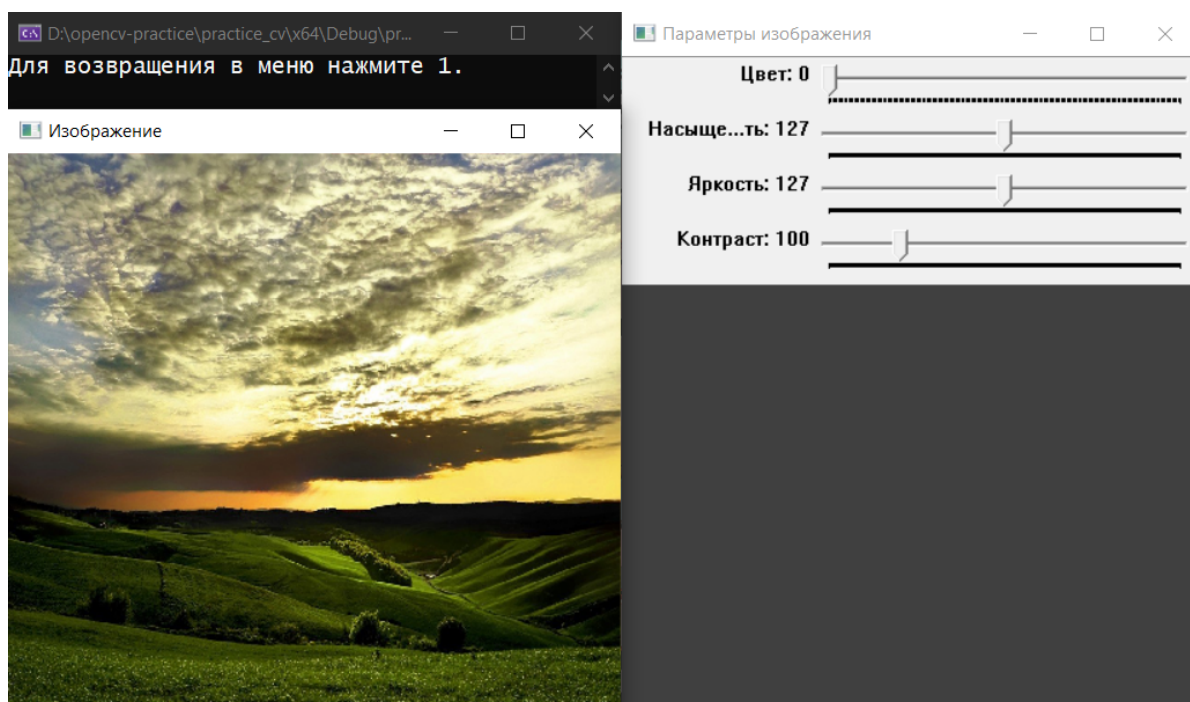 D:\opencv-practice\practice_cv\x64\Debug\pr...
Для возвращения в меню нажмите 1.
Изображение
Параметры изображения
Цвет: 0
Насыще...ть: 127
Яркость: 127
Контраст: 100